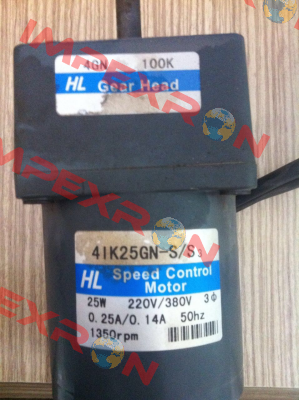 4GN 100K
HL Gear Head
4IK25GN-S/S3
HL Speed Control
Motor
25W 220V/380V 3Φ
0.25A/0.14A 50hz
1350rpm
IMPEXRON